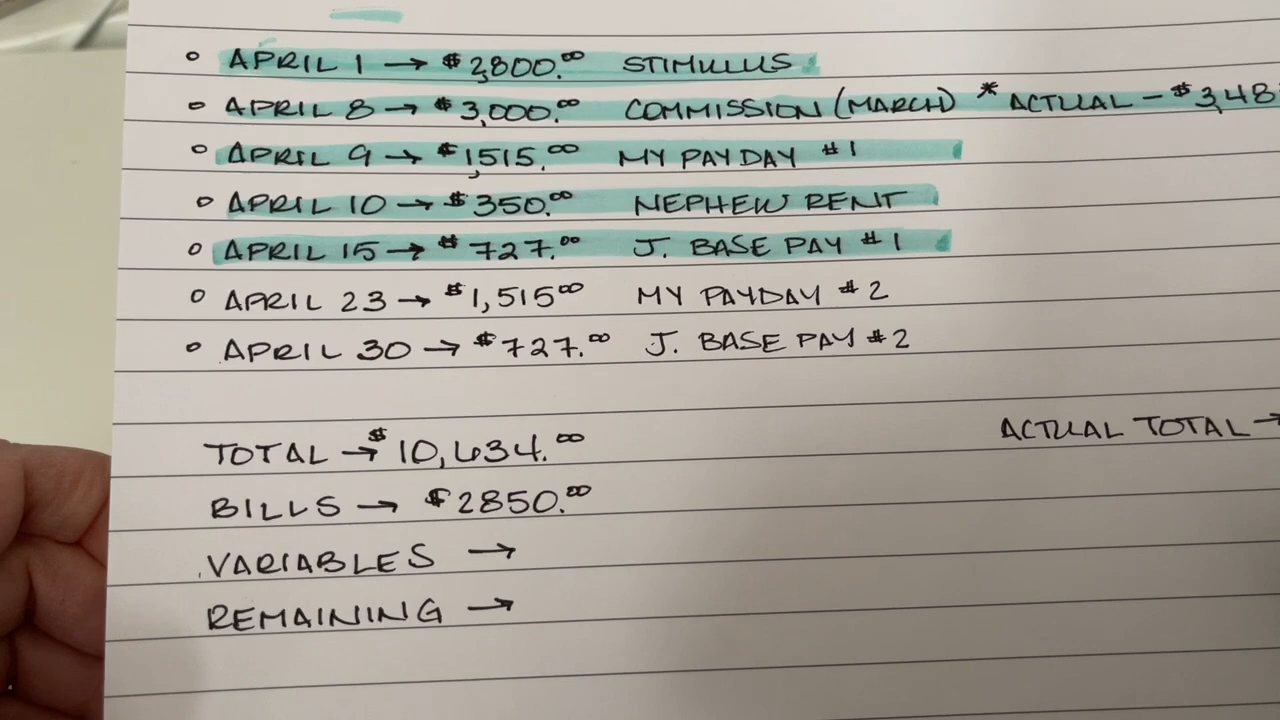 APRIL 1 → $2,800.00 STIMULUS
APRIL 8 → $3,000.00 COMMISSION (MARCH) * ACTUAL - $3,48
APRIL 9 → $1,515.00 MY PAYDAY #1
APRIL 10 → $350.00 NEPHEW RENT
APRIL 15 → $727.00 J. BASE PAY #1
APRIL 23 → $1,51500 MY PAYDAY #2
APRIL 30 → $727.00 J. BASE PAY #2
TOTAL → $10,634.00
ACTUAL TOTAL →
BILLS → $2850.00
VARIABLES →
REMAINING →